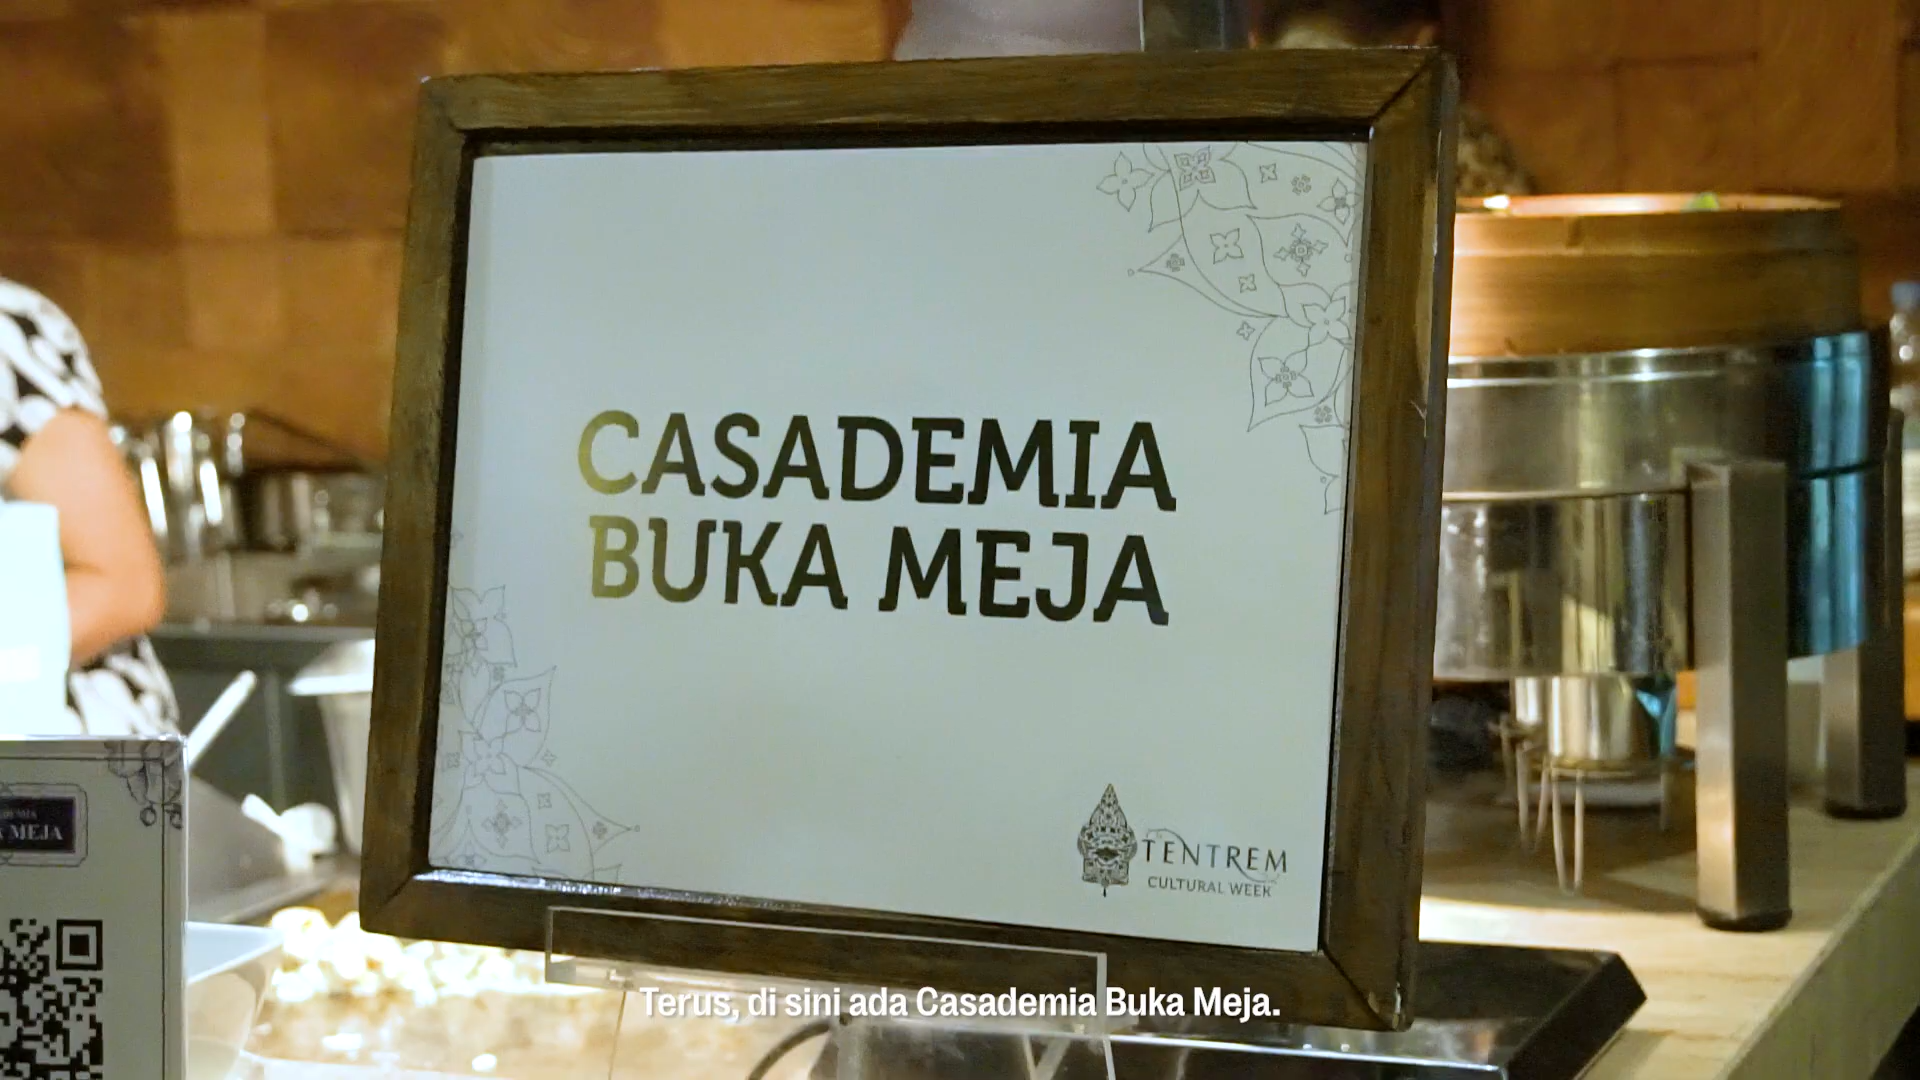 CASADEMIA
BUKA MEJA
TENTREM
CULTURAL WEEK
MEJA
Terus, di sini ada Casademia Buka Meja.